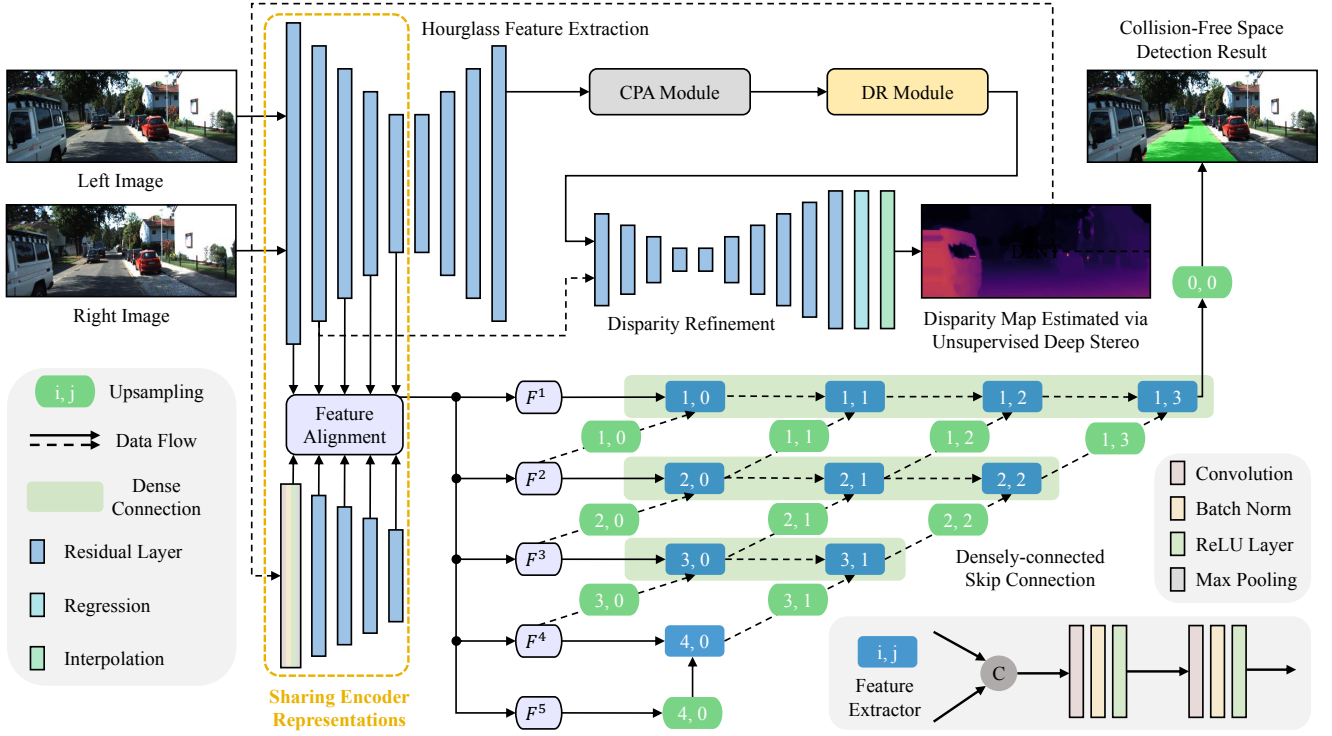 Hourglass Feature Extraction
Collision-Free Space
Detection Result
CPA Module
DR Module
Left Image
Right Image
Disparity Refinement
Disparity Map Estimated via
Unsupervised Deep Stereo
0, 0
i, j
Upsampling
Data Flow
Dense
Connection
Residual Layer
Regression
Interpolation
Feature
Alignment
Sharing Encoder
Representations
F¹
1, 0
1, 1
1, 2
1, 3
1, 0
1, 1
1, 2
1, 3
F²
2, 0
2, 1
2, 2
2, 0
2, 1
2, 2
F³
3, 0
3, 1
3, 0
3, 1
F⁴
4, 0
F⁵
4, 0
Densely-connected
Skip Connection
Convolution
Batch Norm
ReLU Layer
Max Pooling
i, j
Feature
Extractor
C